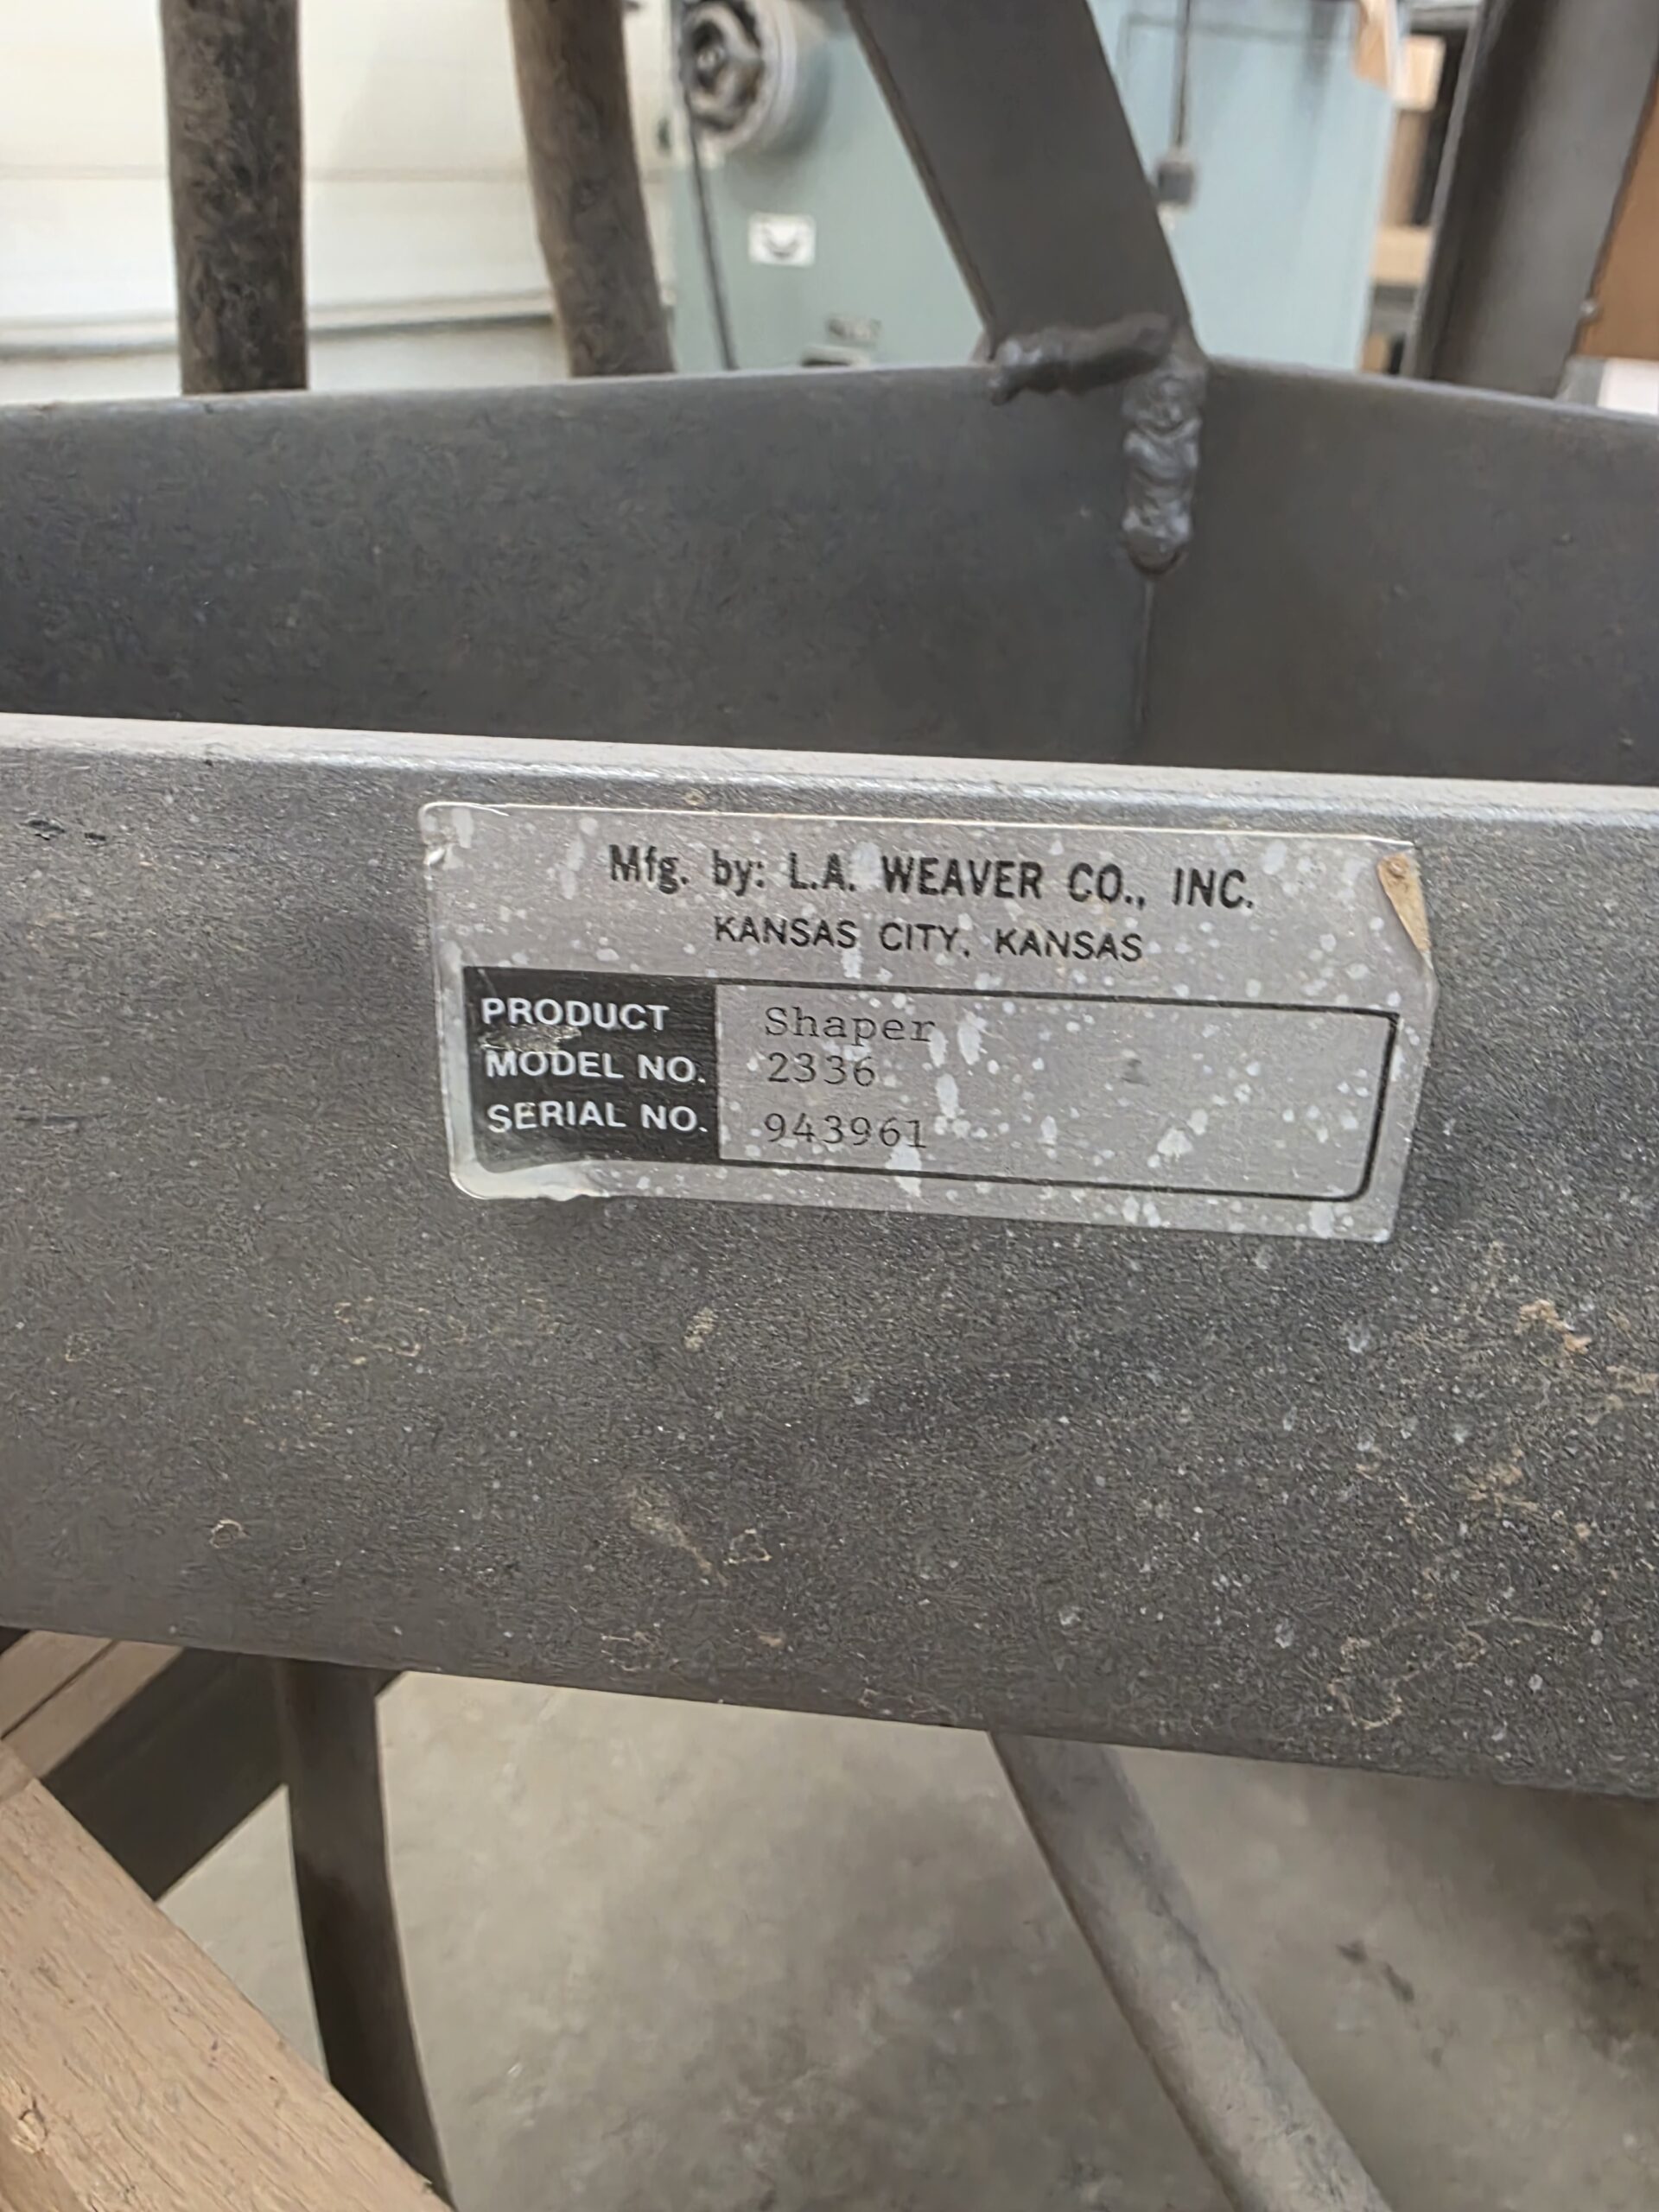 Mfg. by: L.A. WEAVER CO., INC.
KANSAS CITY, KANSAS
PRODUCT Shaper
MODEL NO. 2336
SERIAL NO. 943961